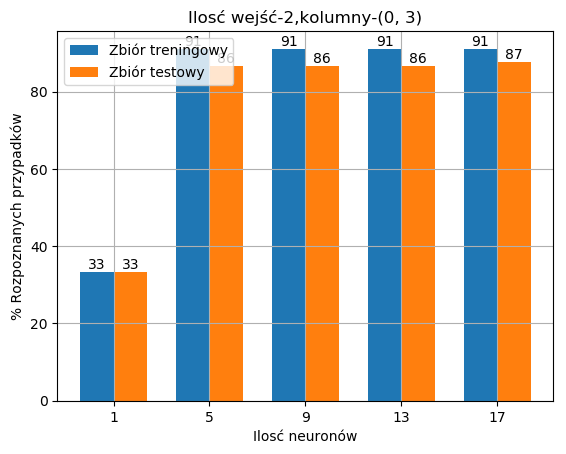 Ilosć wejść-2,kolumny-(0, 3)
Zbiór treningowy
Zbiór testowy
91 91 91 91
86 86 86 87
33 33
80
60
40
20
0
% Rozpoznanych przypadków
1 5 9 13 17
Ilosć neuronów